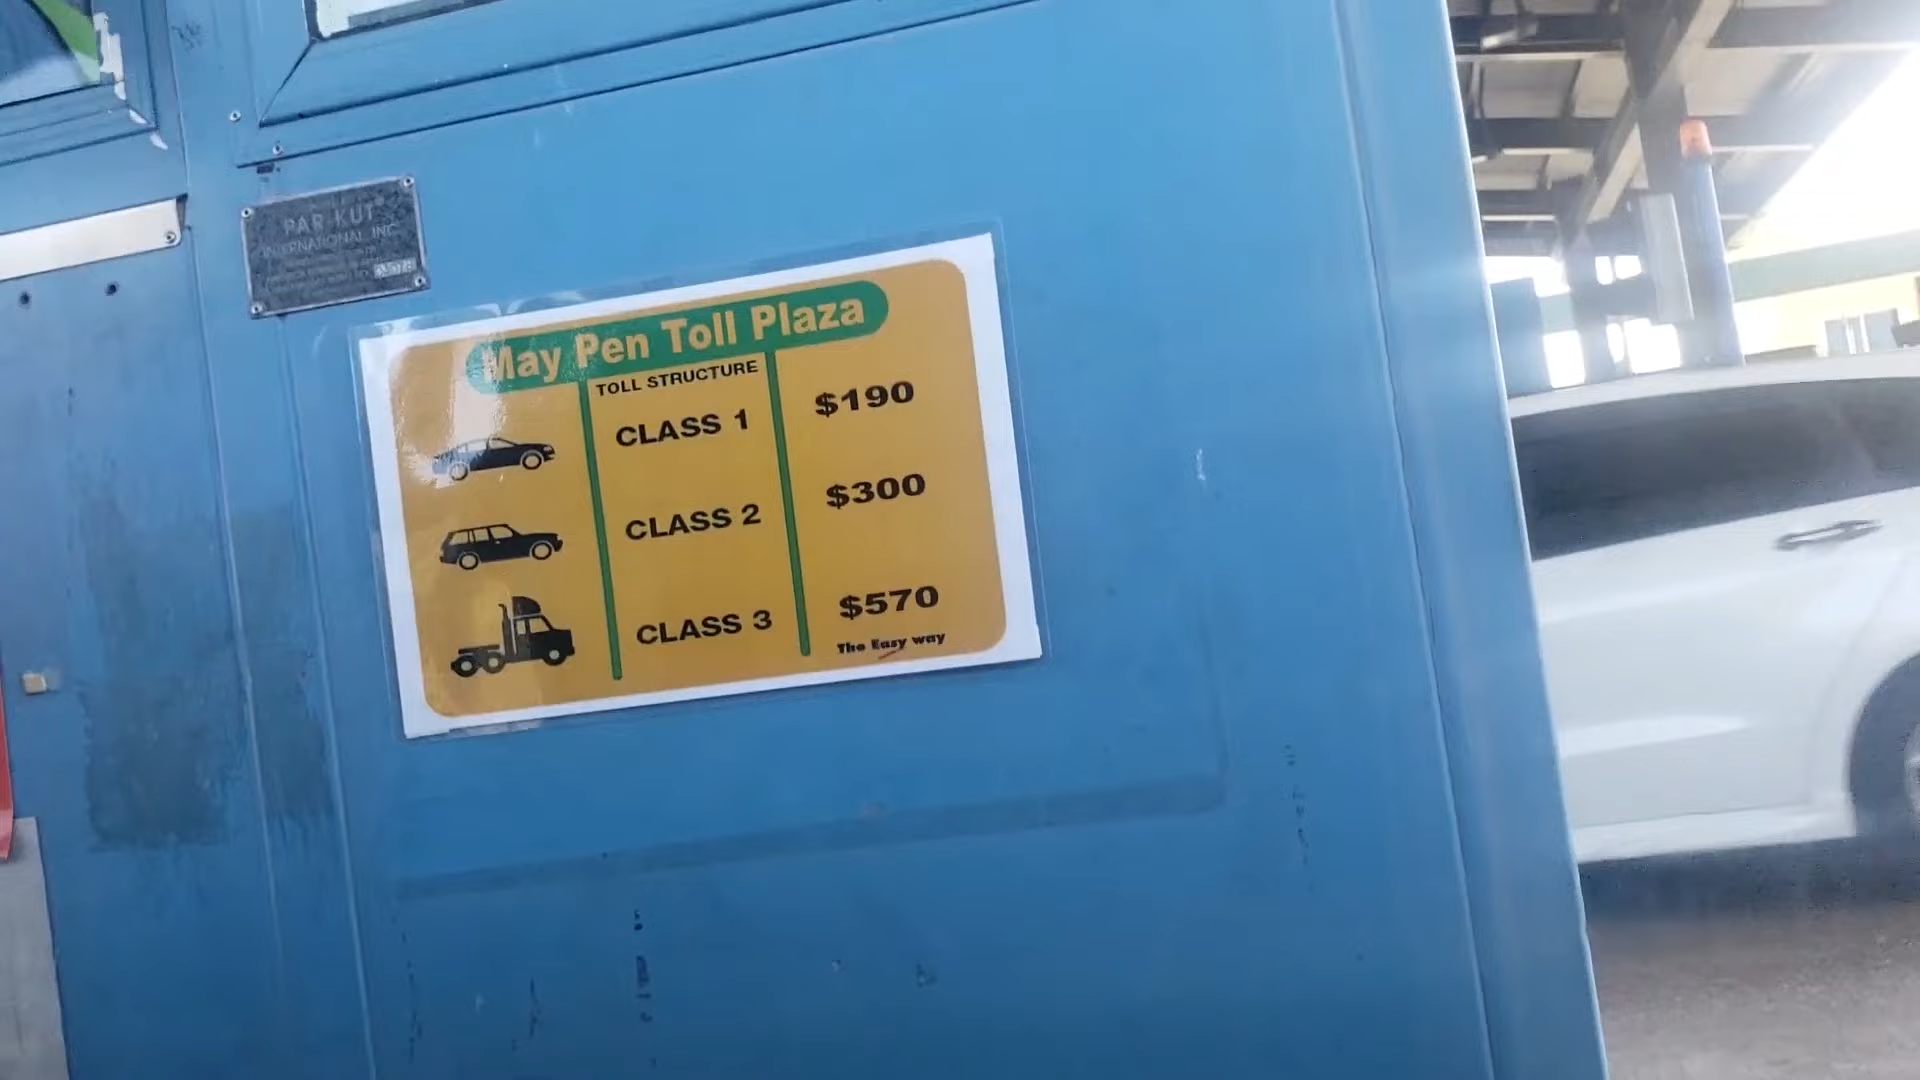 PAR-KUT
INTERNATIONAL INC.
May Pen Toll Plaza
TOLL STRUCTURE
CLASS 1 $190
CLASS 2 $300
CLASS 3 $570
The Easy way